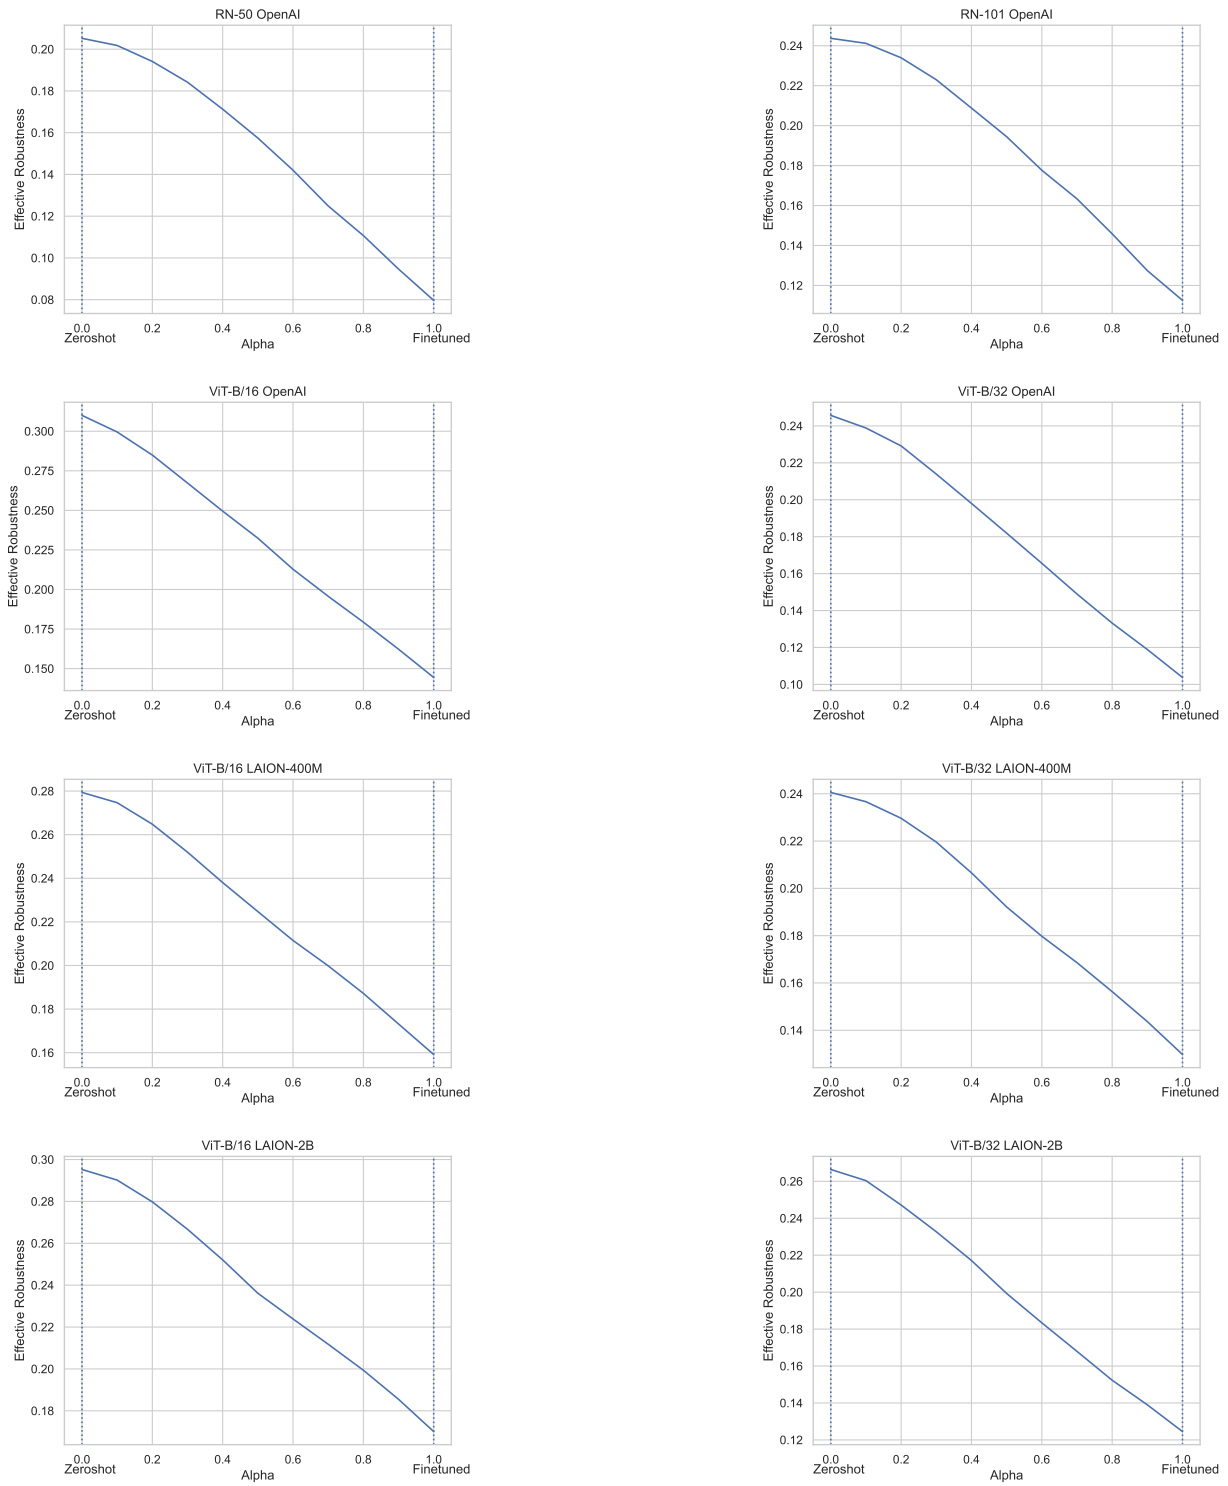 RN-50 OpenAI
Effective Robustness
0.20
0.18
0.16
0.14
0.12
0.10
0.08
0.0 0.2 0.4 0.6 0.8 1.0
Zeroshot Alpha Finetuned
RN-101 OpenAI
Effective Robustness
0.24
0.22
0.20
0.18
0.16
0.14
0.12
0.0 0.2 0.4 0.6 0.8 1.0
Zeroshot Alpha Finetuned
ViT-B/16 OpenAI
Effective Robustness
0.300
0.275
0.250
0.225
0.200
0.175
0.150
0.0 0.2 0.4 0.6 0.8 1.0
Zeroshot Alpha Finetuned
ViT-B/32 OpenAI
Effective Robustness
0.24
0.22
0.20
0.18
0.16
0.14
0.12
0.10
0.0 0.2 0.4 0.6 0.8 1.0
Zeroshot Alpha Finetuned
ViT-B/16 LAION-400M
Effective Robustness
0.28
0.26
0.24
0.22
0.20
0.18
0.16
0.0 0.2 0.4 0.6 0.8 1.0
Zeroshot Alpha Finetuned
ViT-B/32 LAION-400M
Effective Robustness
0.24
0.22
0.20
0.18
0.16
0.14
0.0 0.2 0.4 0.6 0.8 1.0
Zeroshot Alpha Finetuned
ViT-B/16 LAION-2B
Effective Robustness
0.30
0.28
0.26
0.24
0.22
0.20
0.18
0.0 0.2 0.4 0.6 0.8 1.0
Zeroshot Alpha Finetuned
ViT-B/32 LAION-2B
Effective Robustness
0.26
0.24
0.22
0.20
0.18
0.16
0.14
0.12
0.0 0.2 0.4 0.6 0.8 1.0
Zeroshot Alpha Finetuned